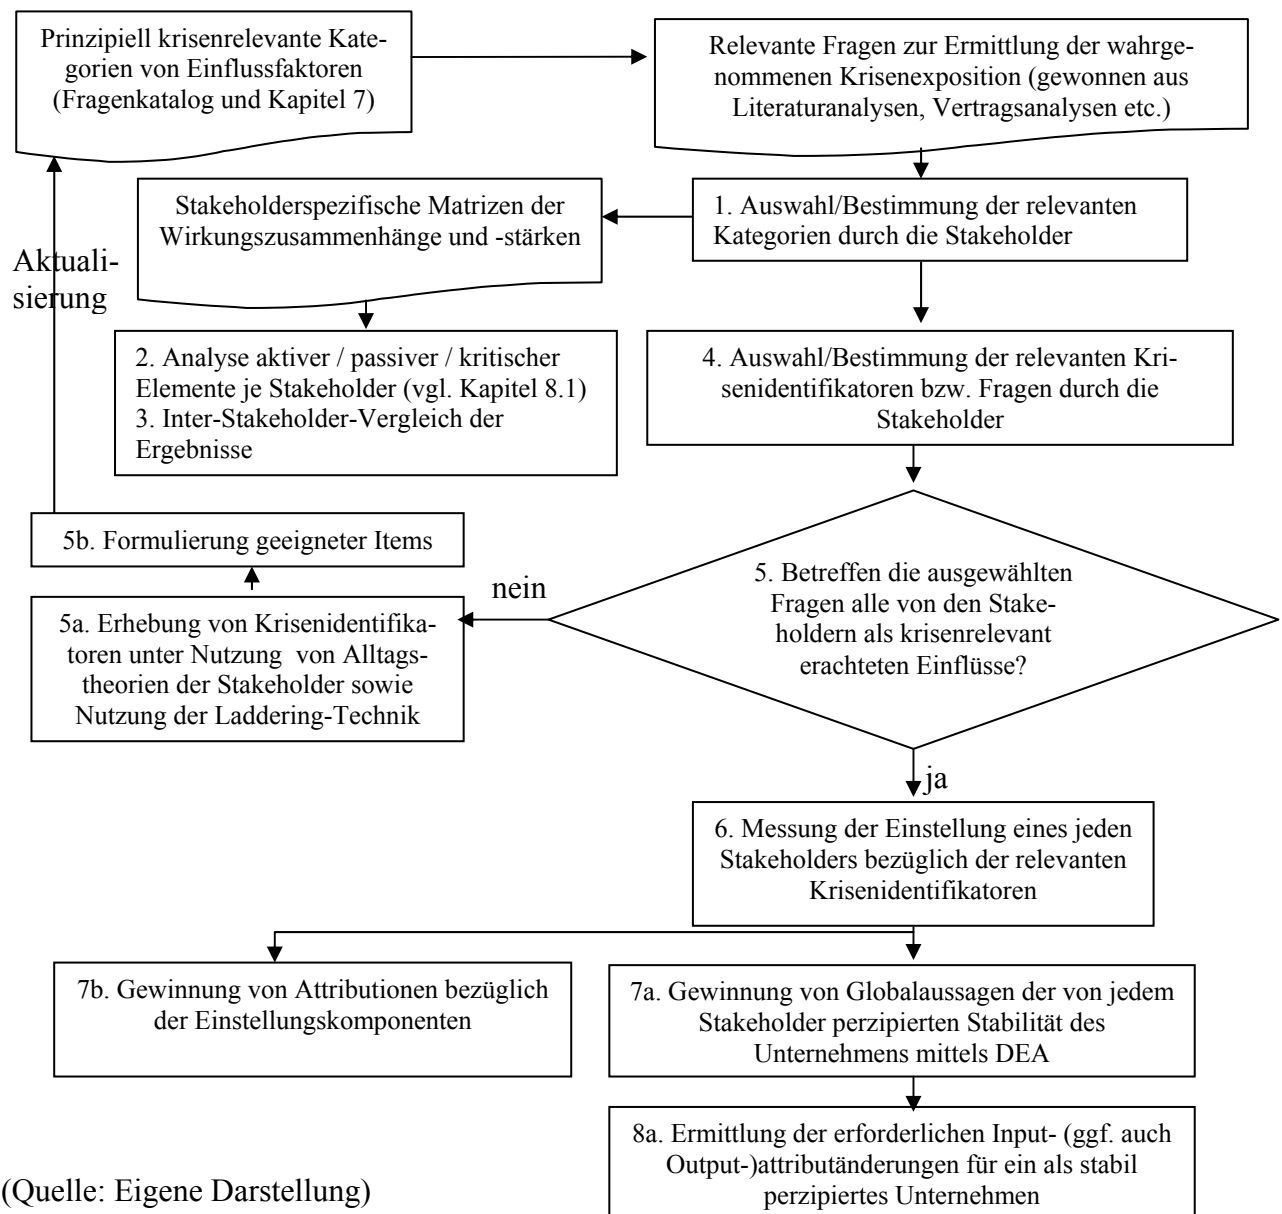 Prinzipiell krisenrelevante Kate-
gorien von Einflussfaktoren
(Fragenkatalog und Kapitel 7)
Relevante Fragen zur Ermittlung der wahrge-
nommenen Krisenexposition (gewonnen aus
Literaturanalysen, Vertragsanalysen etc.)
Stakeholderspezifische Matrizen der
Wirkungszusammenhänge und -stärken
1. Auswahl/Bestimmung der relevanten
Kategorien durch die Stakeholder
Aktuali-
sierung
2. Analyse aktiver / passiver / kritischer
Elemente je Stakeholder (vgl. Kapitel 8.1)
3. Inter-Stakeholder-Vergleich der
Ergebnisse
4. Auswahl/Bestimmung der relevanten Kri-
senidentifikatoren bzw. Fragen durch die
Stakeholder
5b. Formulierung geeigneter Items
nein
5. Betreffen die ausgewählten
Fragen alle von den Stake-
holdern als krisenrelevant
erachteten Einflüsse?
5a. Erhebung von Krisenidentifika-
toren unter Nutzung von Alltags-
theorien der Stakeholder sowie
Nutzung der Laddering-Technik
ja
6. Messung der Einstellung eines jeden
Stakeholders bezüglich der relevanten
Krisenidentifikatoren
7b. Gewinnung von Attributionen bezüglich
der Einstellungskomponenten
7a. Gewinnung von Globalaussagen der von jedem
Stakeholder perzipierten Stabilität des
Unternehmens mittels DEA
8a. Ermittlung der erforderlichen Input- (ggf. auch
Output-)attributänderungen für ein als stabil
perzipiertes Unternehmen
(Quelle: Eigene Darstellung)